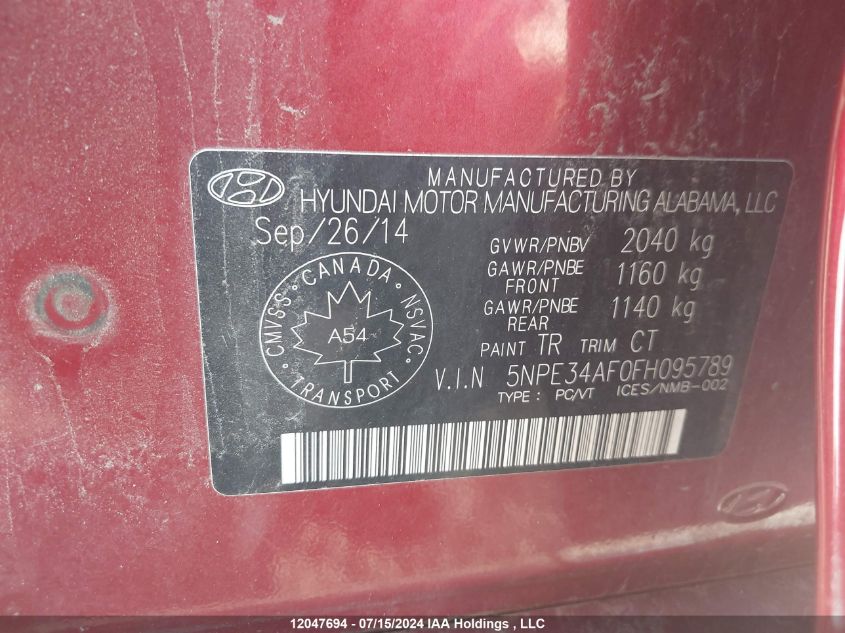 MANUFACTURED BY
HYUNDAI MOTOR MANUFACTURING ALABAMA, LLC
Sep/26/14
GVWR/PNBV 2040 kg
GAWR/PNBE FRONT 1160 kg
GAWR/PNBE REAR 1140 kg
PAINT TR TRIM CT
V.I.N 5NPE34AF0FH095789
TYPE : PC/VT ICES/NMB-002
CMVSS • CANADA • NSVAC
A54
• TRANSPORT •
12047694 - 07/15/2024 IAA Holdings , LLC